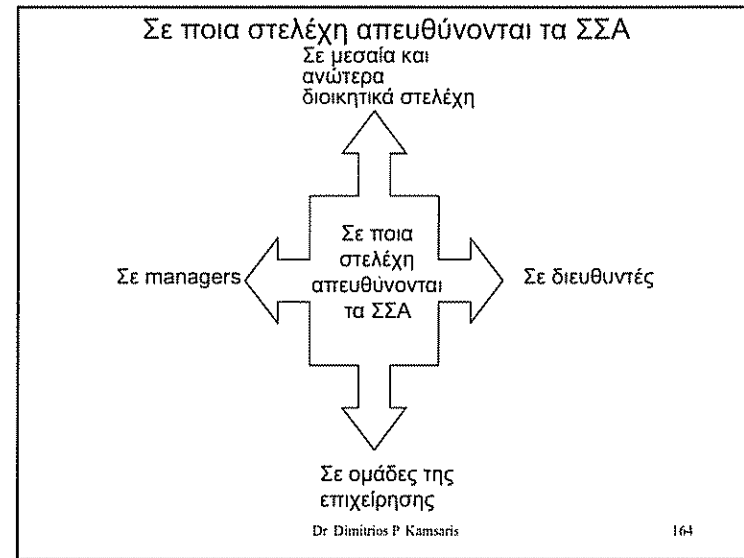 Σε ποια στελέχη απευθύνονται τα ΣΣΑ
Σε μεσαία και
ανώτερα
διοικητικά στελέχη
Σε managers
Σε ποια
στελέχη
απευθύνονται
τα ΣΣΑ
Σε διευθυντές
Σε ομάδες της
επιχείρησης
Dr Dimitrios P Kamsaris
164